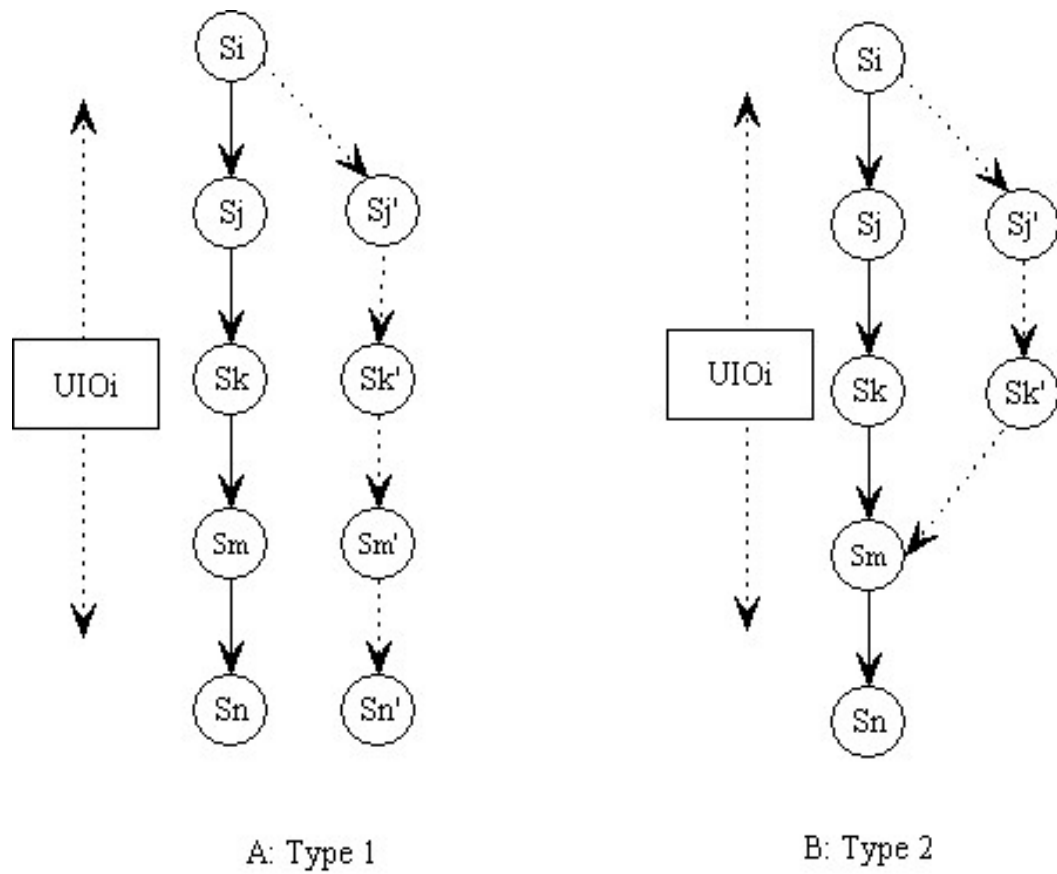 Si
Sj
Sj'
UIOi
Sk
Sk'
Sm
Sm'
Sn
Sn'
A: Type 1
Si
Sj
Sj'
UIOi
Sk
Sk'
Sm
Sn
B: Type 2